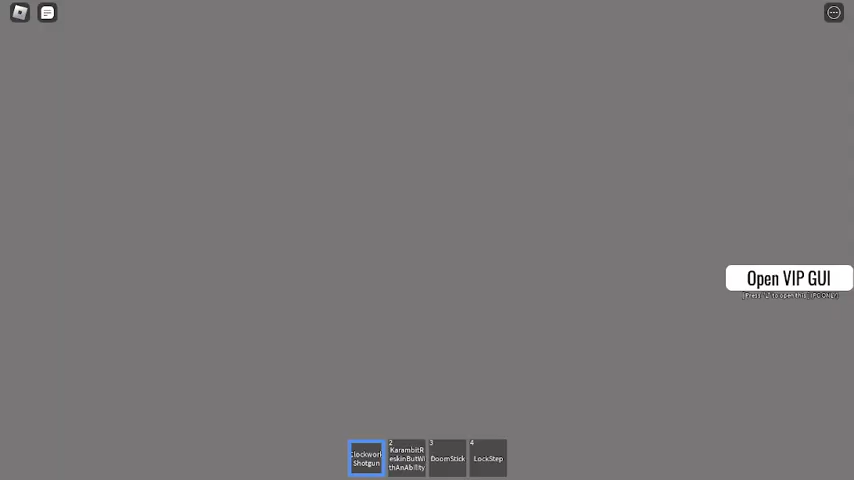 Open VIP GUI
2
3
4
Clockwork
Shotgun
KarambitR
eskinButWi
thAnAbility
DoomStick
LockStep